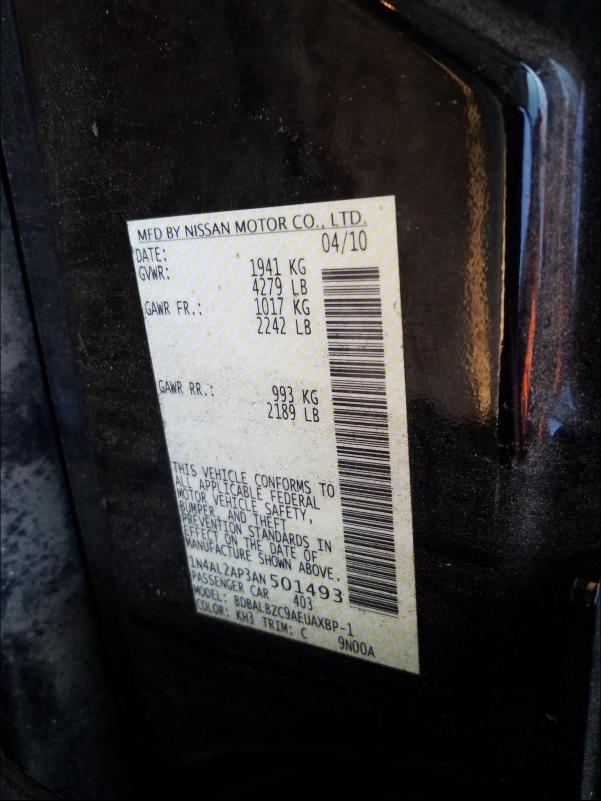 MFD BY NISSAN MOTOR CO., LTD.
DATE: 04/10
GVWR: 1941 KG
4279 LB
GAWR FR.: 1017 KG
2242 LB
GAWR RR.: 993 KG
2189 LB
THIS VEHICLE CONFORMS TO
ALL APPLICABLE FEDERAL
MOTOR VEHICLE SAFETY,
BUMPER, AND THEFT
PREVENTION STANDARDS IN
EFFECT ON THE DATE OF
MANUFACTURE SHOWN ABOVE.
1N4AL2AP3AN501493
PASSENGER CAR 403
MODEL: BDBALBZC9AEUAXBP-1
COLOR: KH3 TRIM: C 9N00A